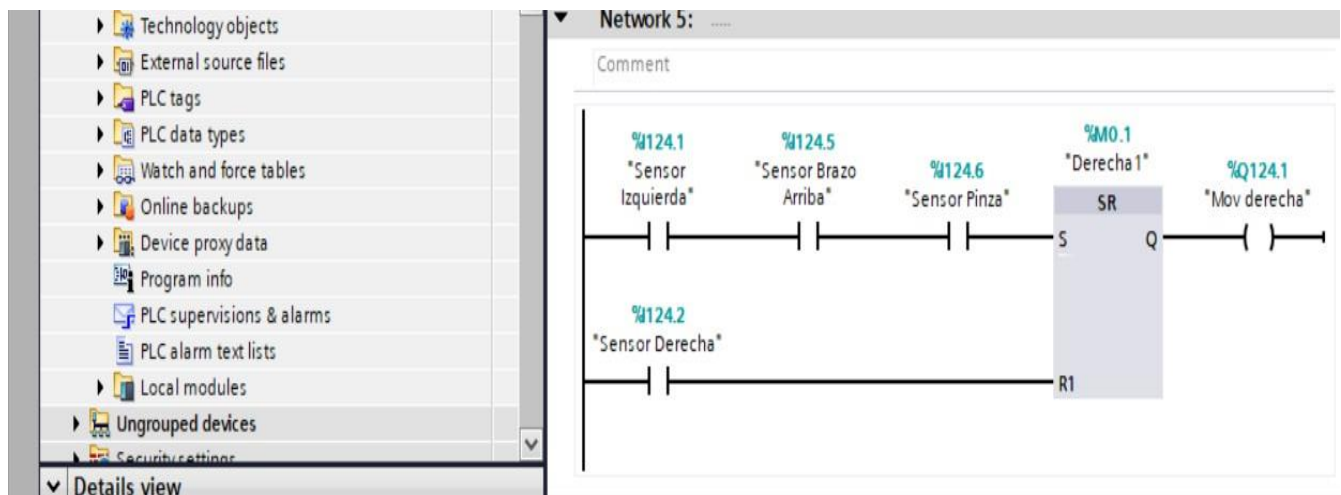 Technology objects
External source files
PLC tags
PLC data types
Watch and force tables
Online backups
Device proxy data
Program info
PLC supervisions & alarms
PLC alarm text lists
Local modules
Ungrouped devices
Security settings
Details view
Network 5: .....
Comment
%I124.1
"Sensor
Izquierda"
%I124.5
"Sensor Brazo
Arriba"
%I124.6
"Sensor Pinza"
%M0.1
"Derecha1"
SR
S
Q
R1
%Q124.1
"Mov derecha"
%I124.2
"Sensor Derecha"